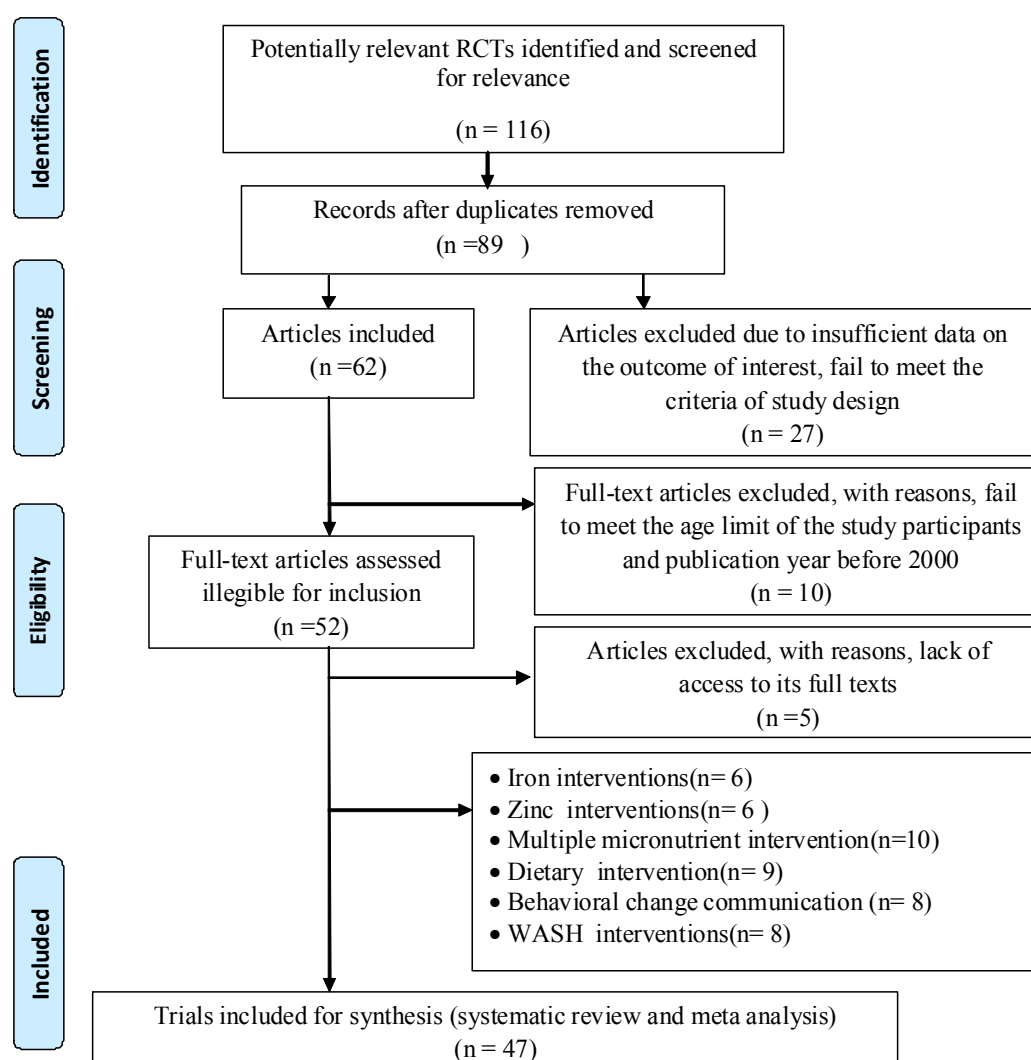 Identification
Potentially relevant RCTs identified and screened
for relevance
(n = 116)
Records after duplicates removed
(n =89   )
Screening
Articles included
(n =62)
Articles excluded due to insufficient data on
the outcome of interest, fail to meet the
criteria of study design
(n = 27)
Eligibility
Full-text articles excluded, with reasons, fail
to meet the age limit of the study participants
and publication year before 2000
(n = 10)
Full-text articles assessed
illegible for inclusion
(n =52)
Articles excluded, with reasons, lack of
access to its full texts
(n =5)
Included
• Iron interventions(n= 6)
• Zinc  interventions(n= 6 )
• Multiple micronutrient intervention(n=10)
• Dietary  intervention(n= 9)
• Behavioral change communication (n= 8)
• WASH  interventions(n= 8)
Trials included for synthesis (systematic review and meta analysis)
(n = 47)